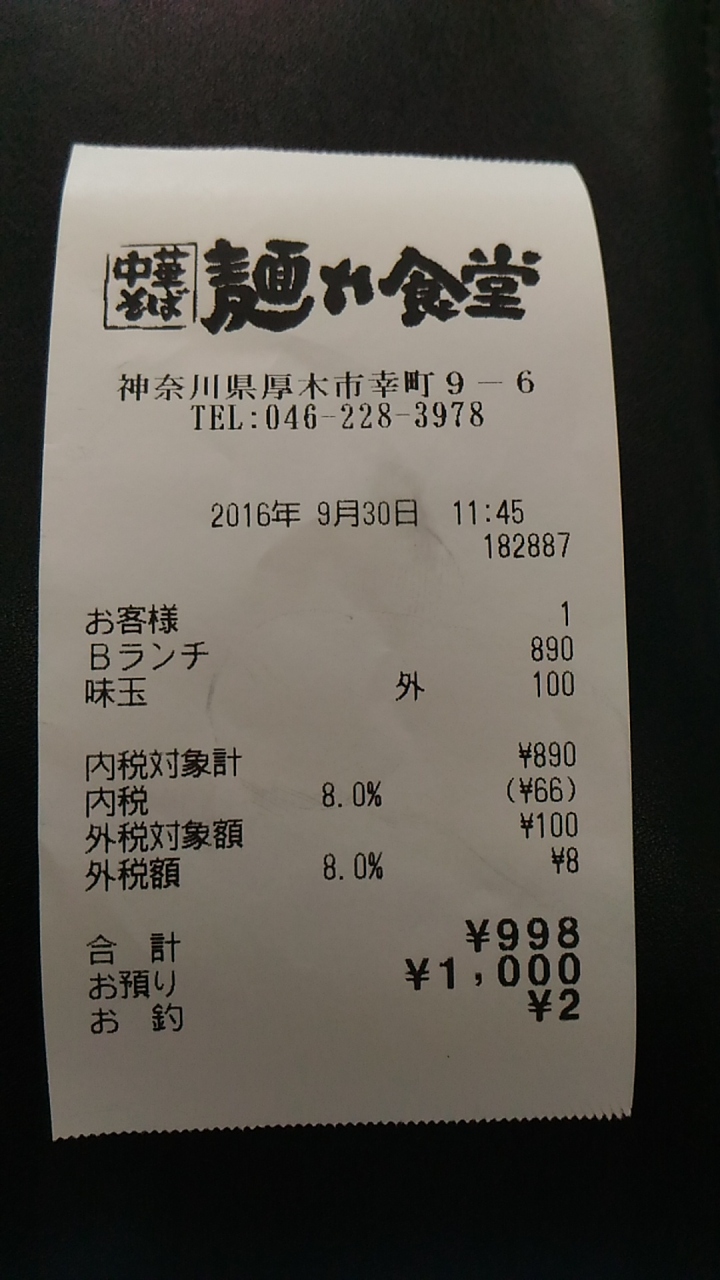 中華そば 麺や食堂
神奈川県厚木市幸町9-6
TEL:046-228-3978
2016年 9月30日 11:45
182887
お客様 1
Bランチ 890
味玉 外 100
内税対象計 ¥890
内税 8.0% (¥66)
外税対象額 ¥100
外税額 8.0% ¥8
合 計 ¥998
お預り ¥1,000
お 釣 ¥2